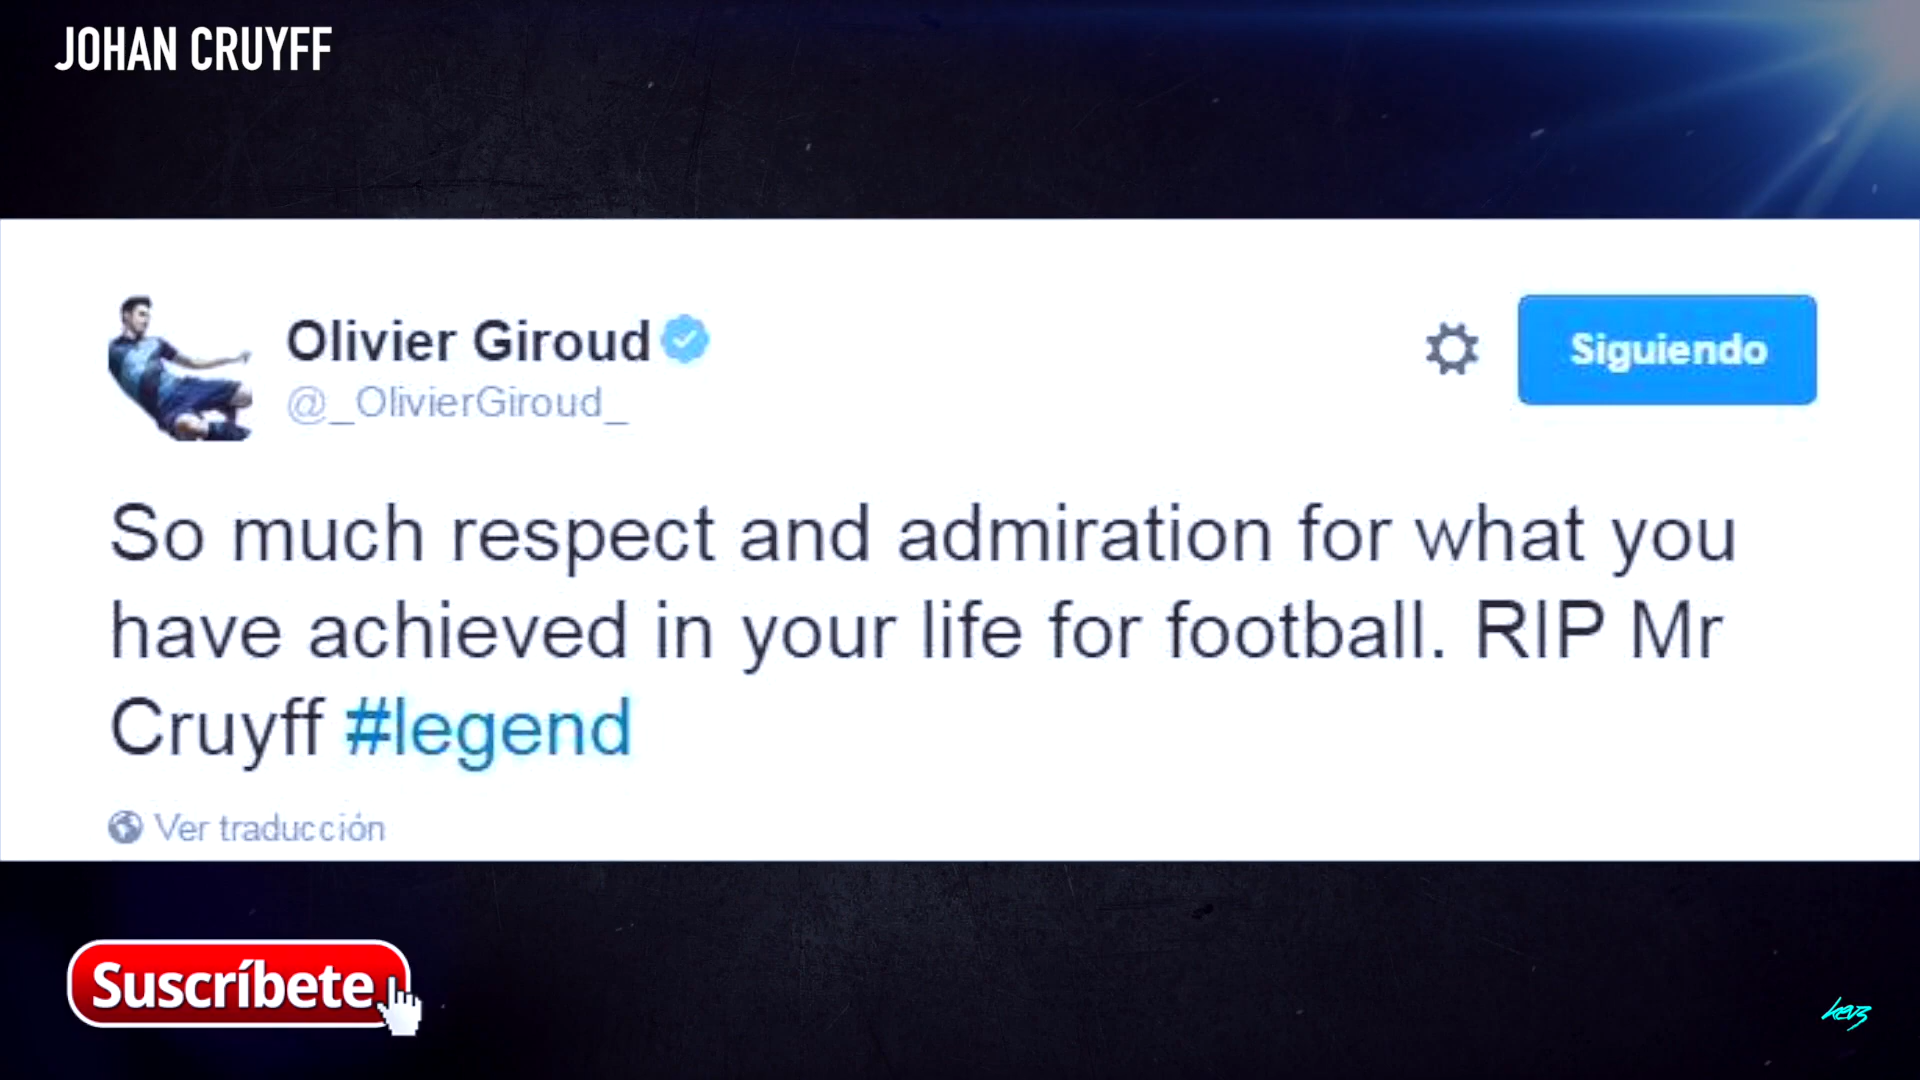 JOHAN CRUYFF
Olivier Giroud
@_OlivierGiroud_
Siguiendo
So much respect and admiration for what you
have achieved in your life for football. RIP Mr
Cruyff #legend
Ver traducción
Suscríbete